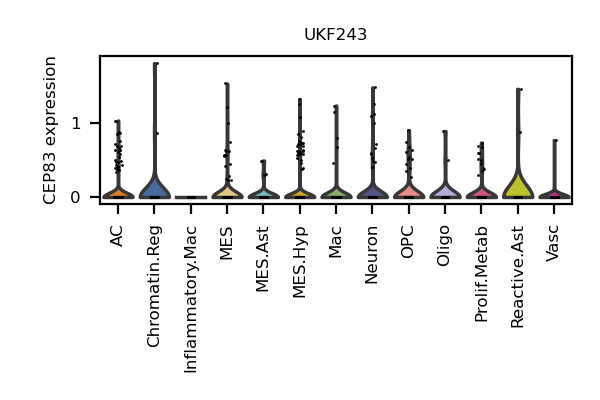 UKF243
CEP83 expression
1
0
AC
Chromatin.Reg
Inflammatory.Mac
MES
MES.Ast
MES.Hyp
Mac
Neuron
OPC
Oligo
Prolif.Metab
Reactive.Ast
Vasc